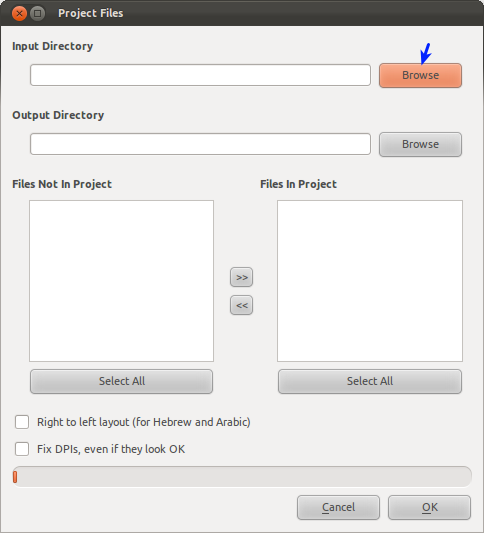 Project Files
Input Directory
Browse
Output Directory
Browse
Files Not In Project
Files In Project
>>
<<
Select All
Select All
Right to left layout (for Hebrew and Arabic)
Fix DPIs, even if they look OK
Cancel
OK